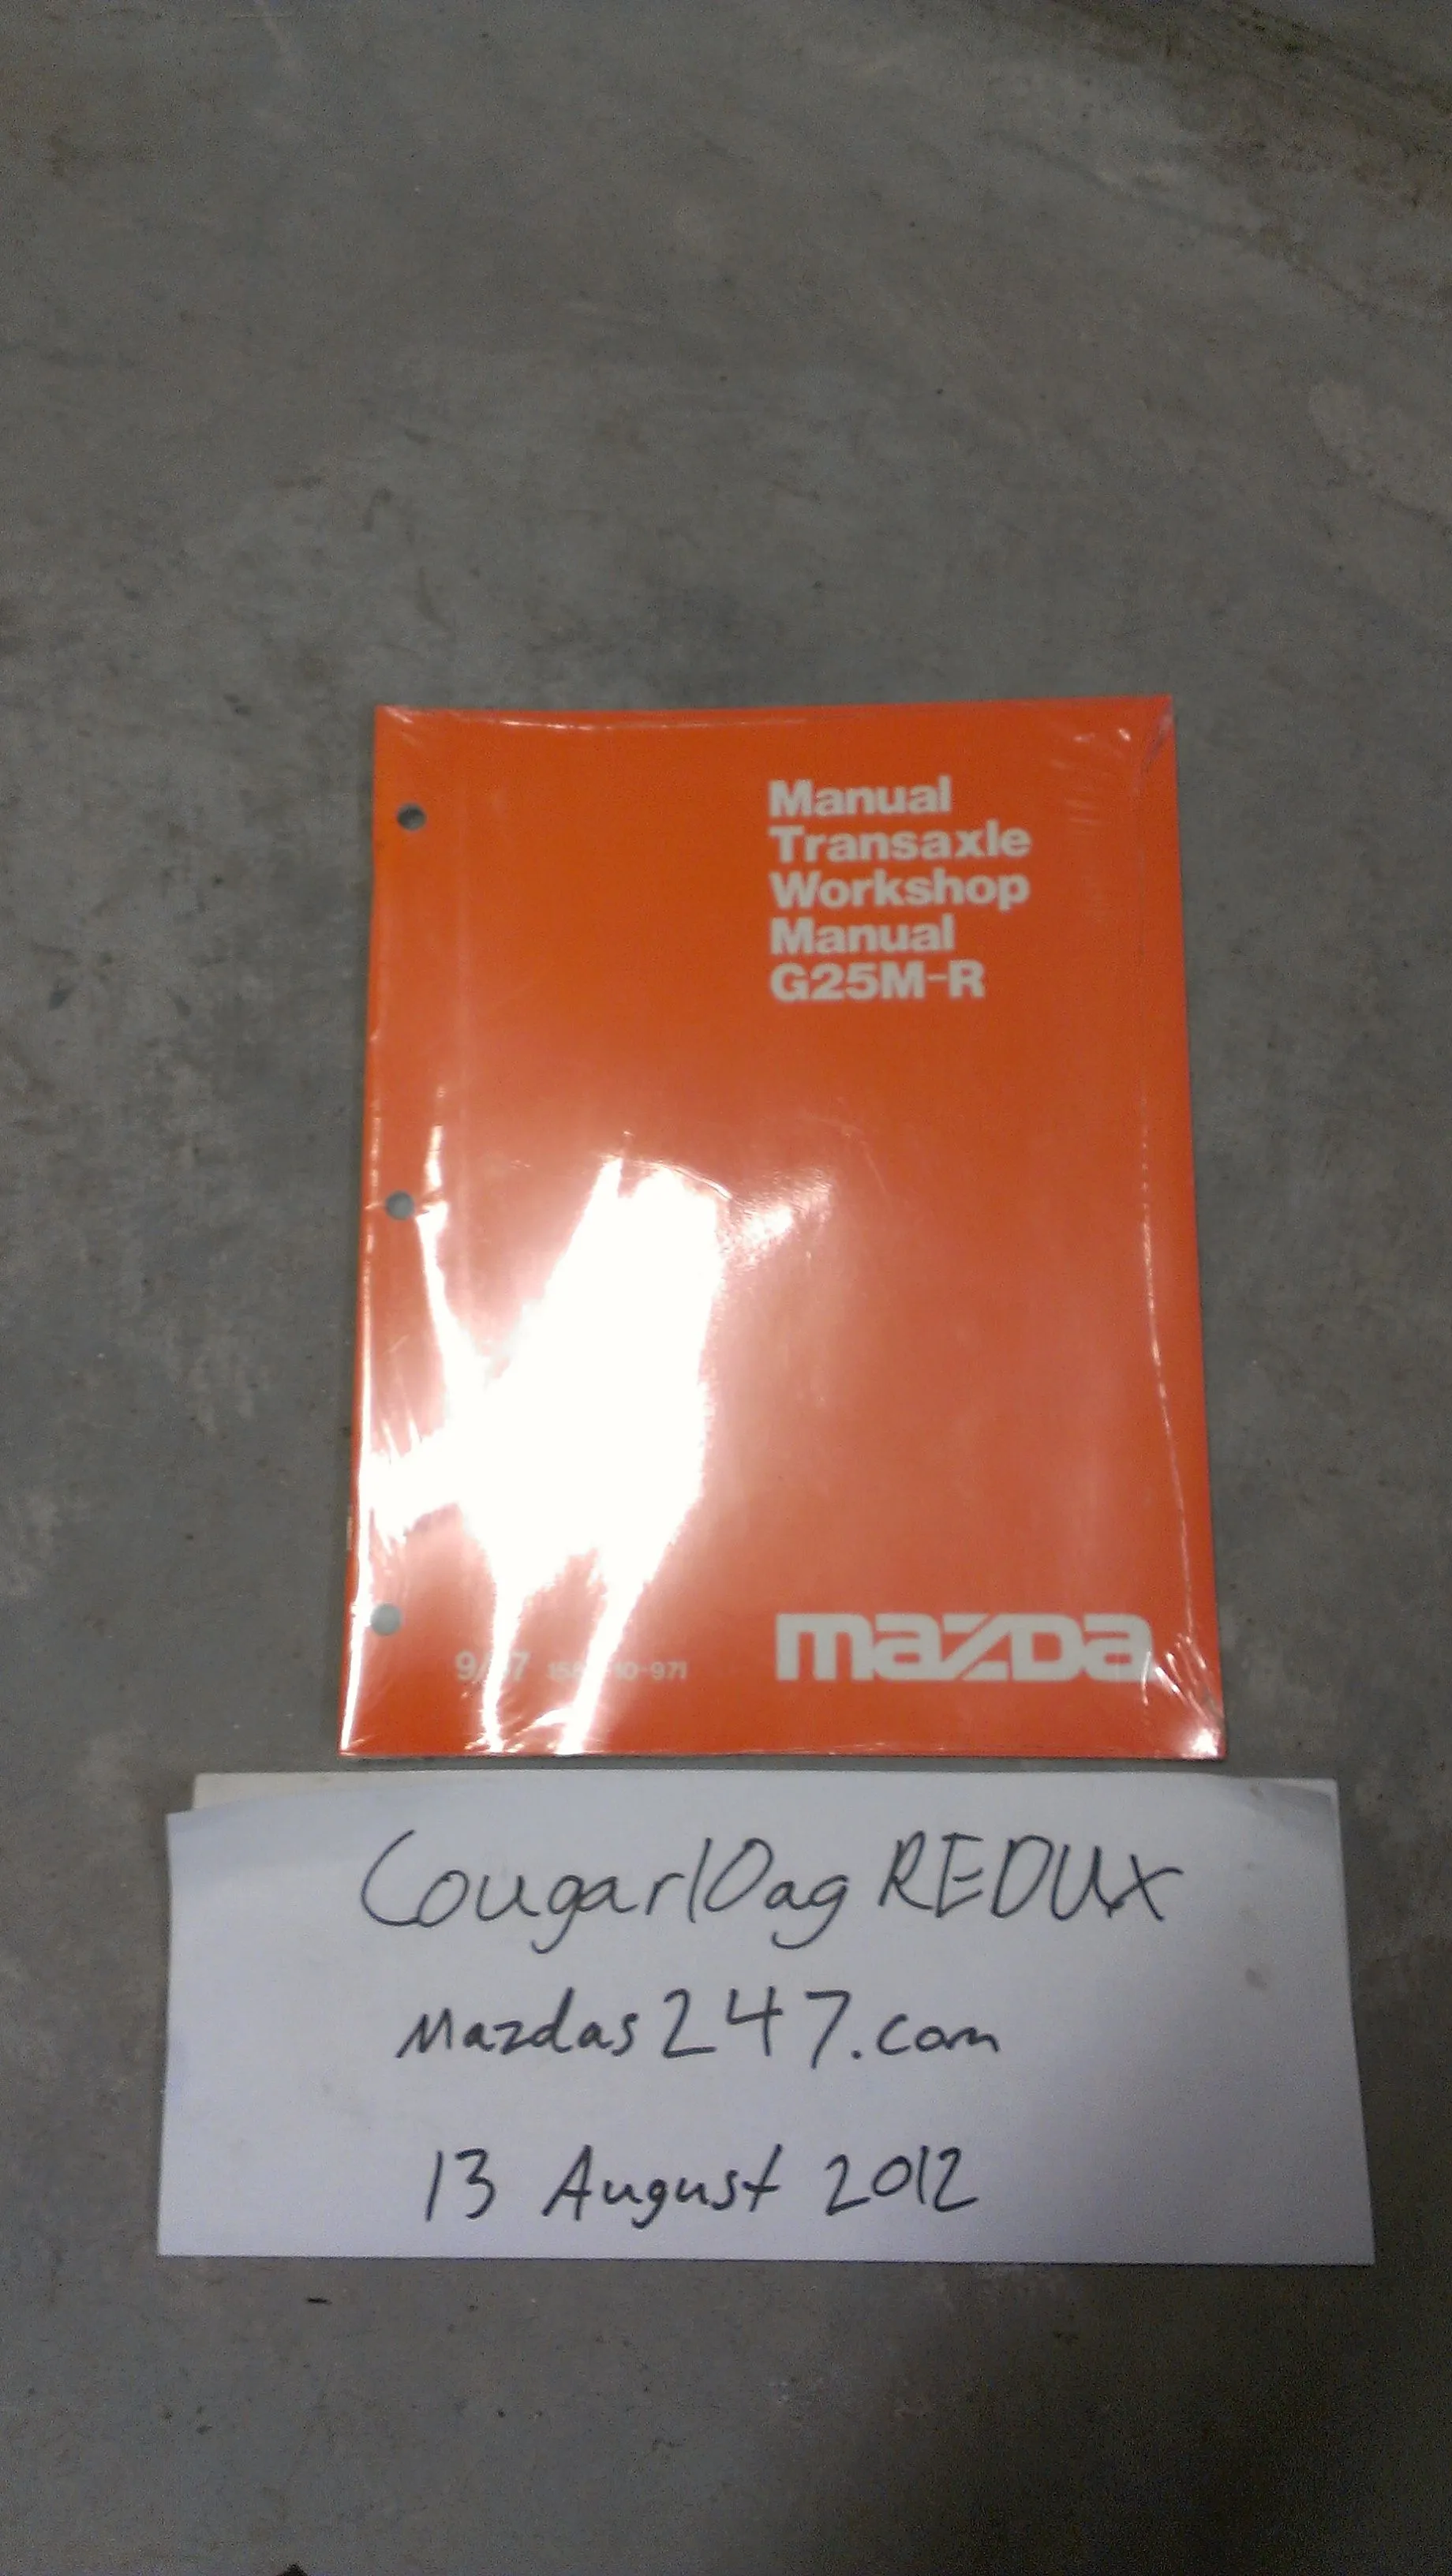 Manual
Transaxle
Workshop
Manual
G25M-R
mazda
Cougar10ag REDUX
Mazdas247.com
13 August 2012